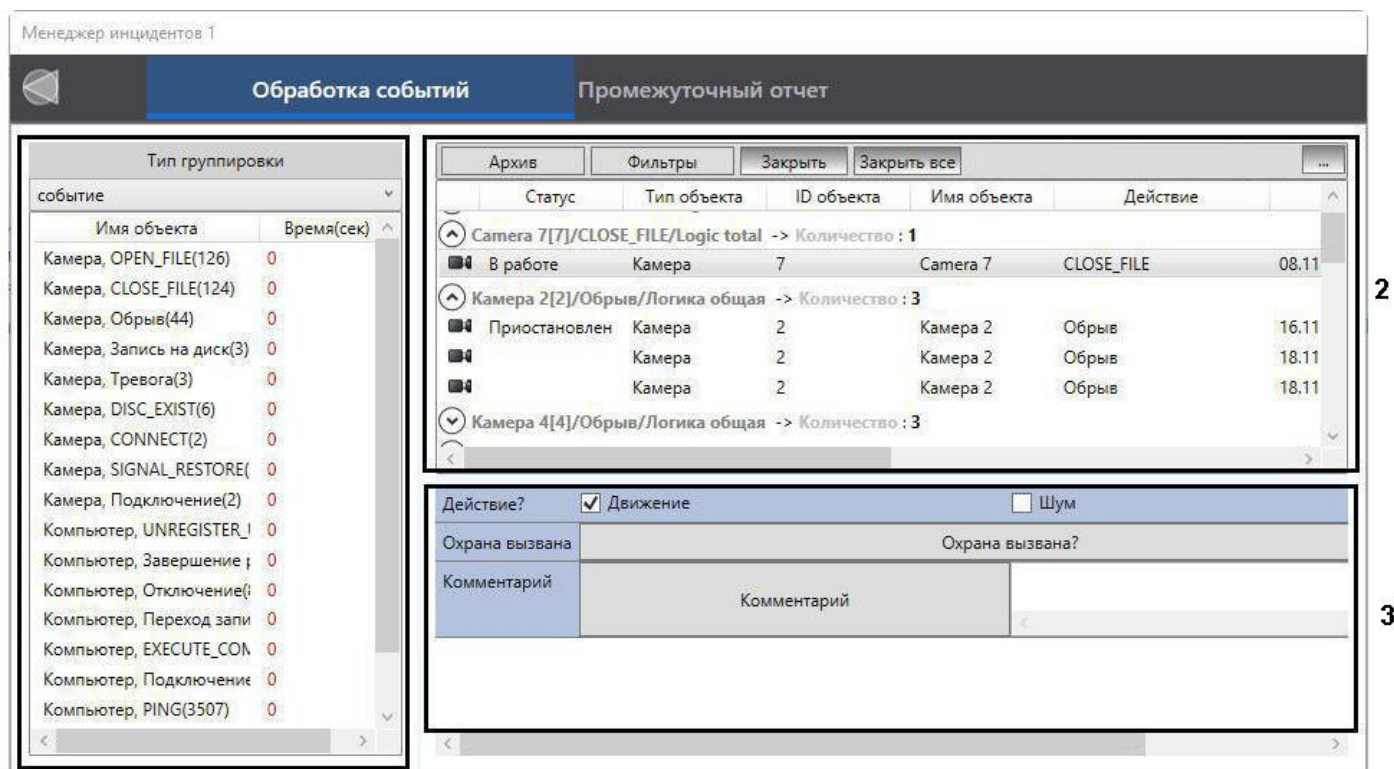 Менеджер инцидентов 1
Обработка событий Промежуточный отчет
Тип группировки
событие
Имя объекта Время(сек)
Камера, OPEN_FILE(126) 0
Камера, CLOSE_FILE(124) 0
Камера, Обрыв(44) 0
Камера, Запись на диск(3) 0
Камера, Тревога(3) 0
Камера, DISC_EXIST(6) 0
Камера, CONNECT(2) 0
Камера, SIGNAL_RESTORE( 0
Камера, Подключение(2) 0
Компьютер, UNREGISTER_ 0
Компьютер, Завершение 0
Компьютер, Отключение( 0
Компьютер, Переход запи 0
Компьютер, EXECUTE_COM 0
Компьютер, Подключение 0
Компьютер, PING(3507) 0
Архив Фильтры Закрыть Закрыть все ...
Статус Тип объекта ID объекта Имя объекта Действие
Camera 7[7]/CLOSE_FILE/Logic total -> Количество : 1
В работе Камера 7 Camera 7 CLOSE_FILE 08.11
Камера 2[2]/Обрыв/Логика общая -> Количество : 3
Приостановлен Камера 2 Камера 2 Обрыв 16.11
Камера 2 Камера 2 Обрыв 18.11
Камера 2 Камера 2 Обрыв 18.11
Камера 4[4]/Обрыв/Логика общая -> Количество : 3
2
Действие? Движение Шум
Охрана вызвана Охрана вызвана?
Комментарий Комментарий
3